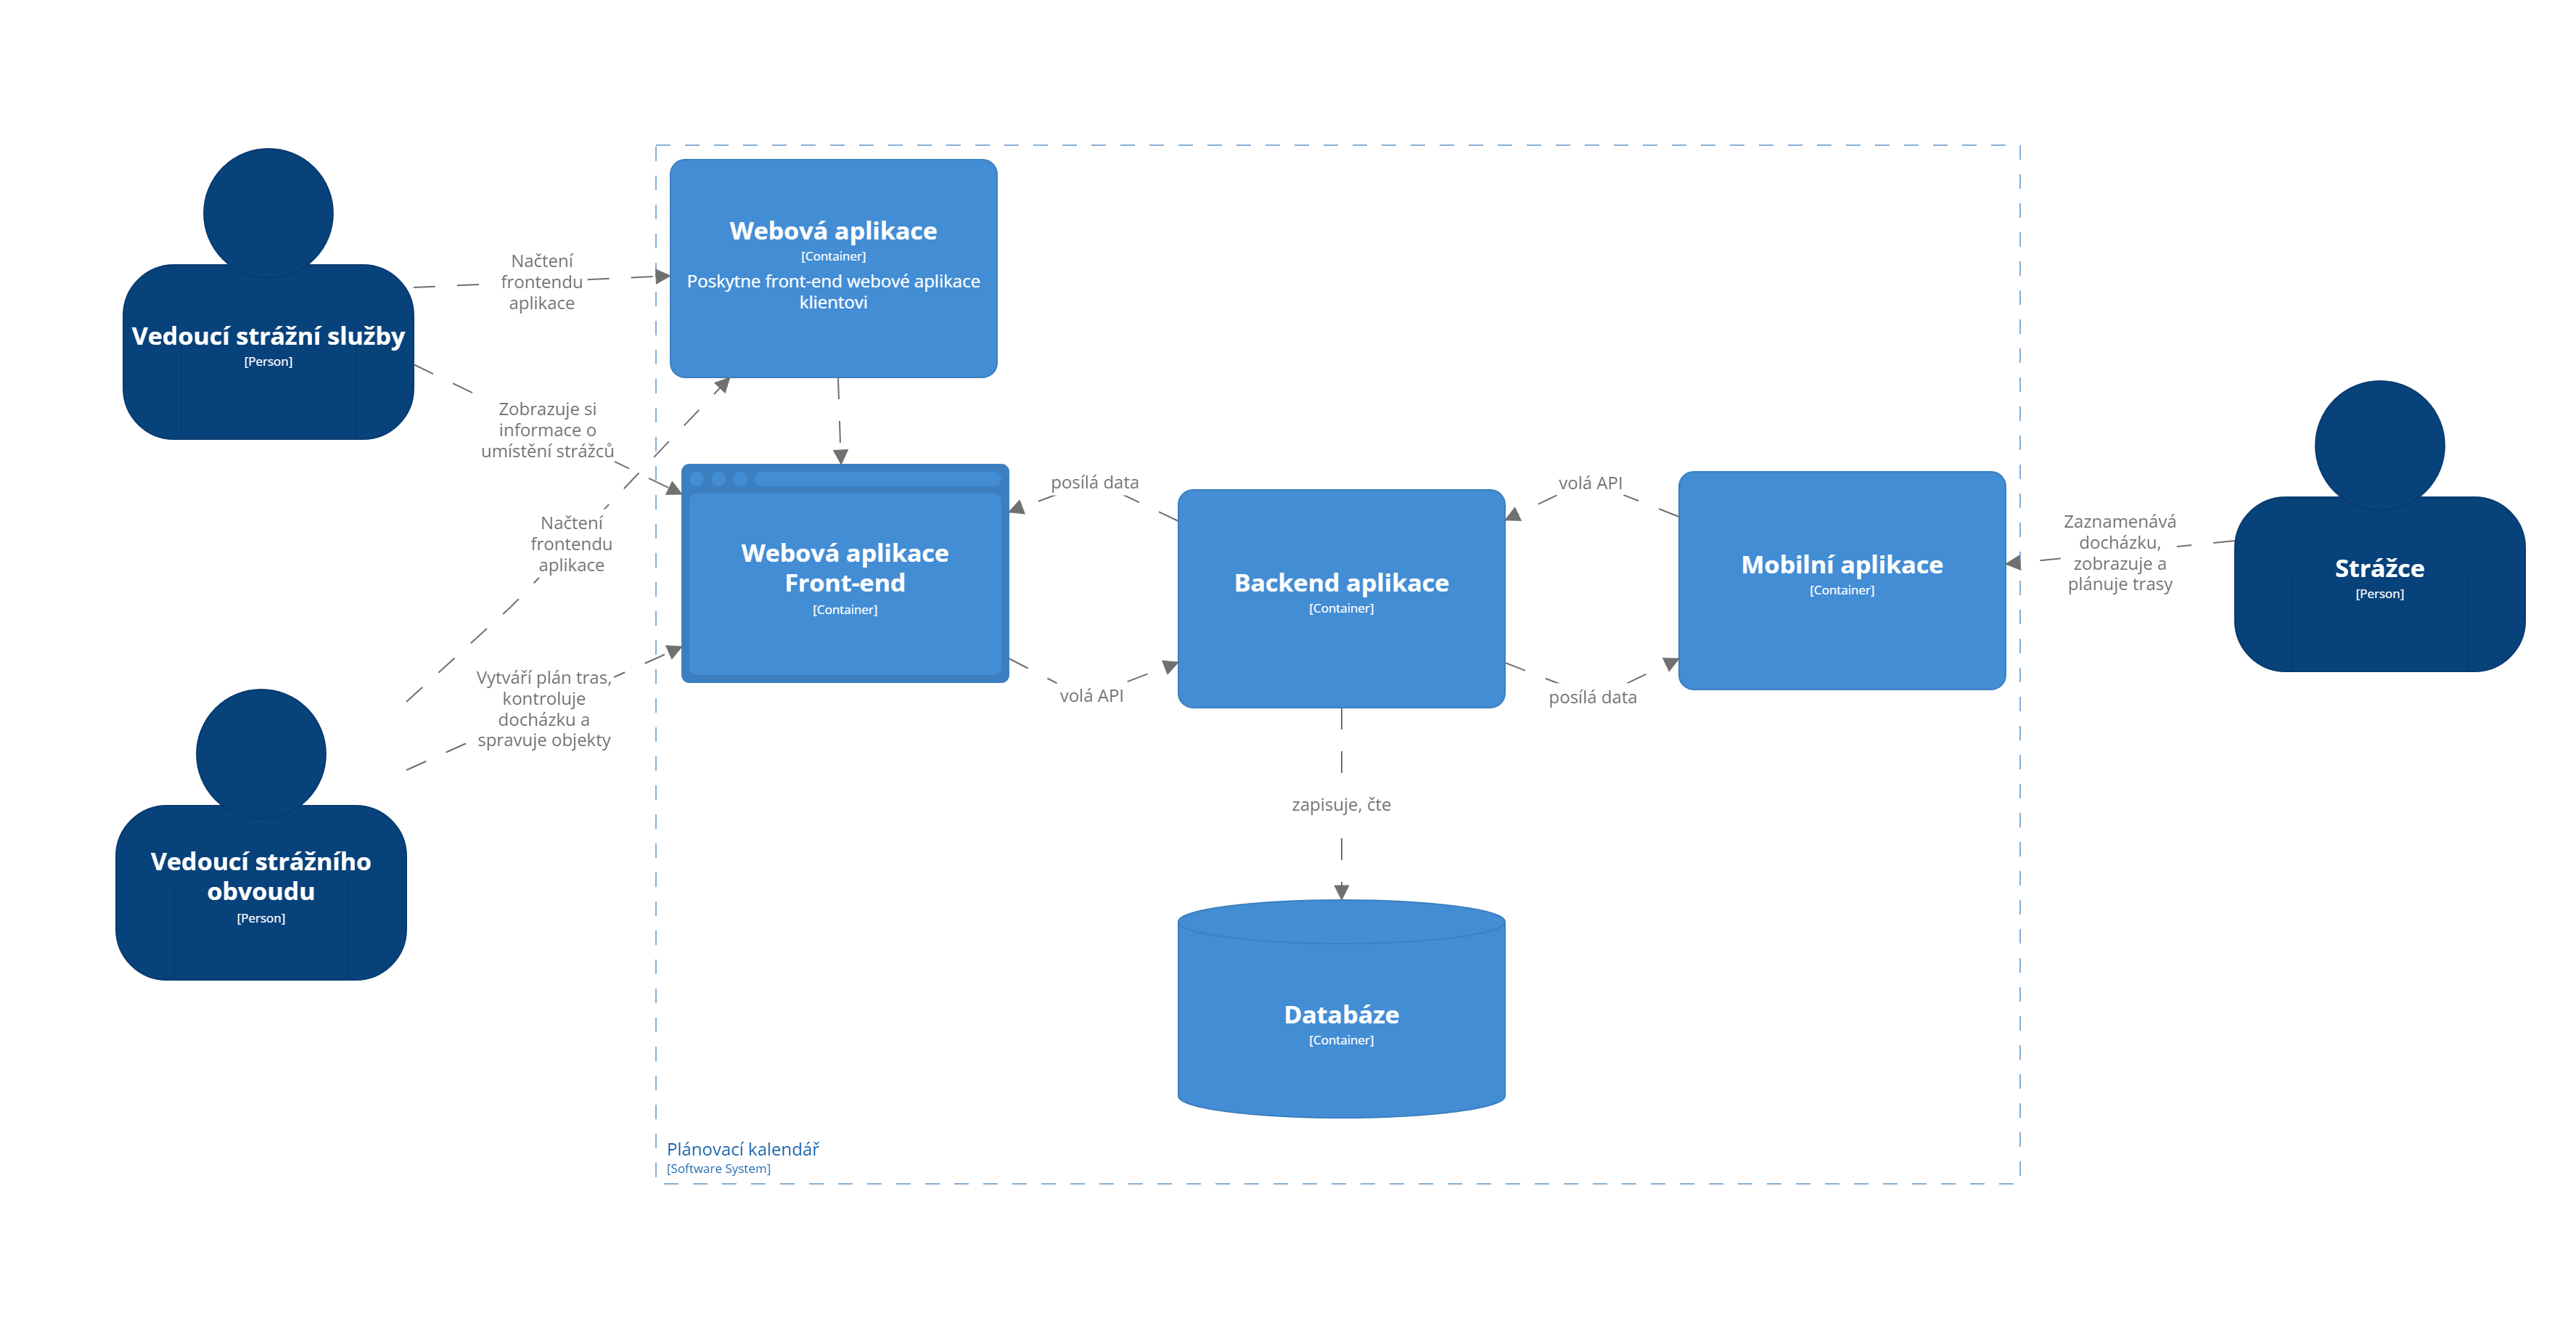 Vedoucí strážní služby
[Person]
Načtení
frontendu
aplikace
Webová aplikace
[Container]
Poskytne front-end webové aplikace
klientovi
Zobrazuje si
informace o
umístění strážců
Načtení
frontendu
aplikace
Vytváří plán tras,
kontroluje
docházku a
spravuje objekty
Vedoucí strážního
obvoudu
[Person]
Webová aplikace
Front-end
[Container]
posílá data
volá API
Backend aplikace
[Container]
volá API
posílá data
Mobilní aplikace
[Container]
Zaznamenává
docházku,
zobrazuje a
plánuje trasy
Strážce
[Person]
zapisuje, čte
Databáze
[Container]
Plánovací kalendář
[Software System]